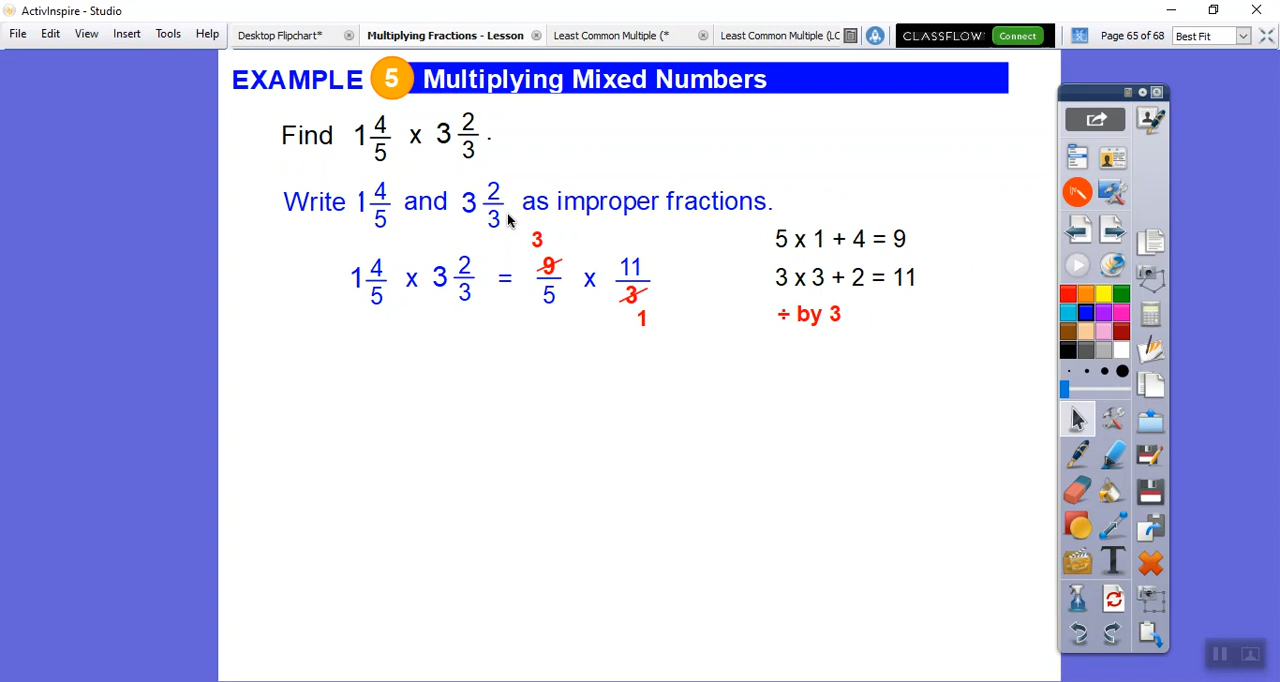 ActivInspire - Studio
File Edit View Insert Tools Help
Desktop Flipchart* Multiplying Fractions - Lesson Least Common Multiple (* Least Common Multiple (LC CLASSFLOW Connect Page 65 of 68 Best Fit
EXAMPLE 5 Multiplying Mixed Numbers
Find 1 4/5 x 3 2/3 .
Write 1 4/5 and 3 2/3 as improper fractions.
5 x 1 + 4 = 9
3
1 4/5 x 3 2/3 = 9/5 x 11/3
3 x 3 + 2 = 11
1
÷ by 3